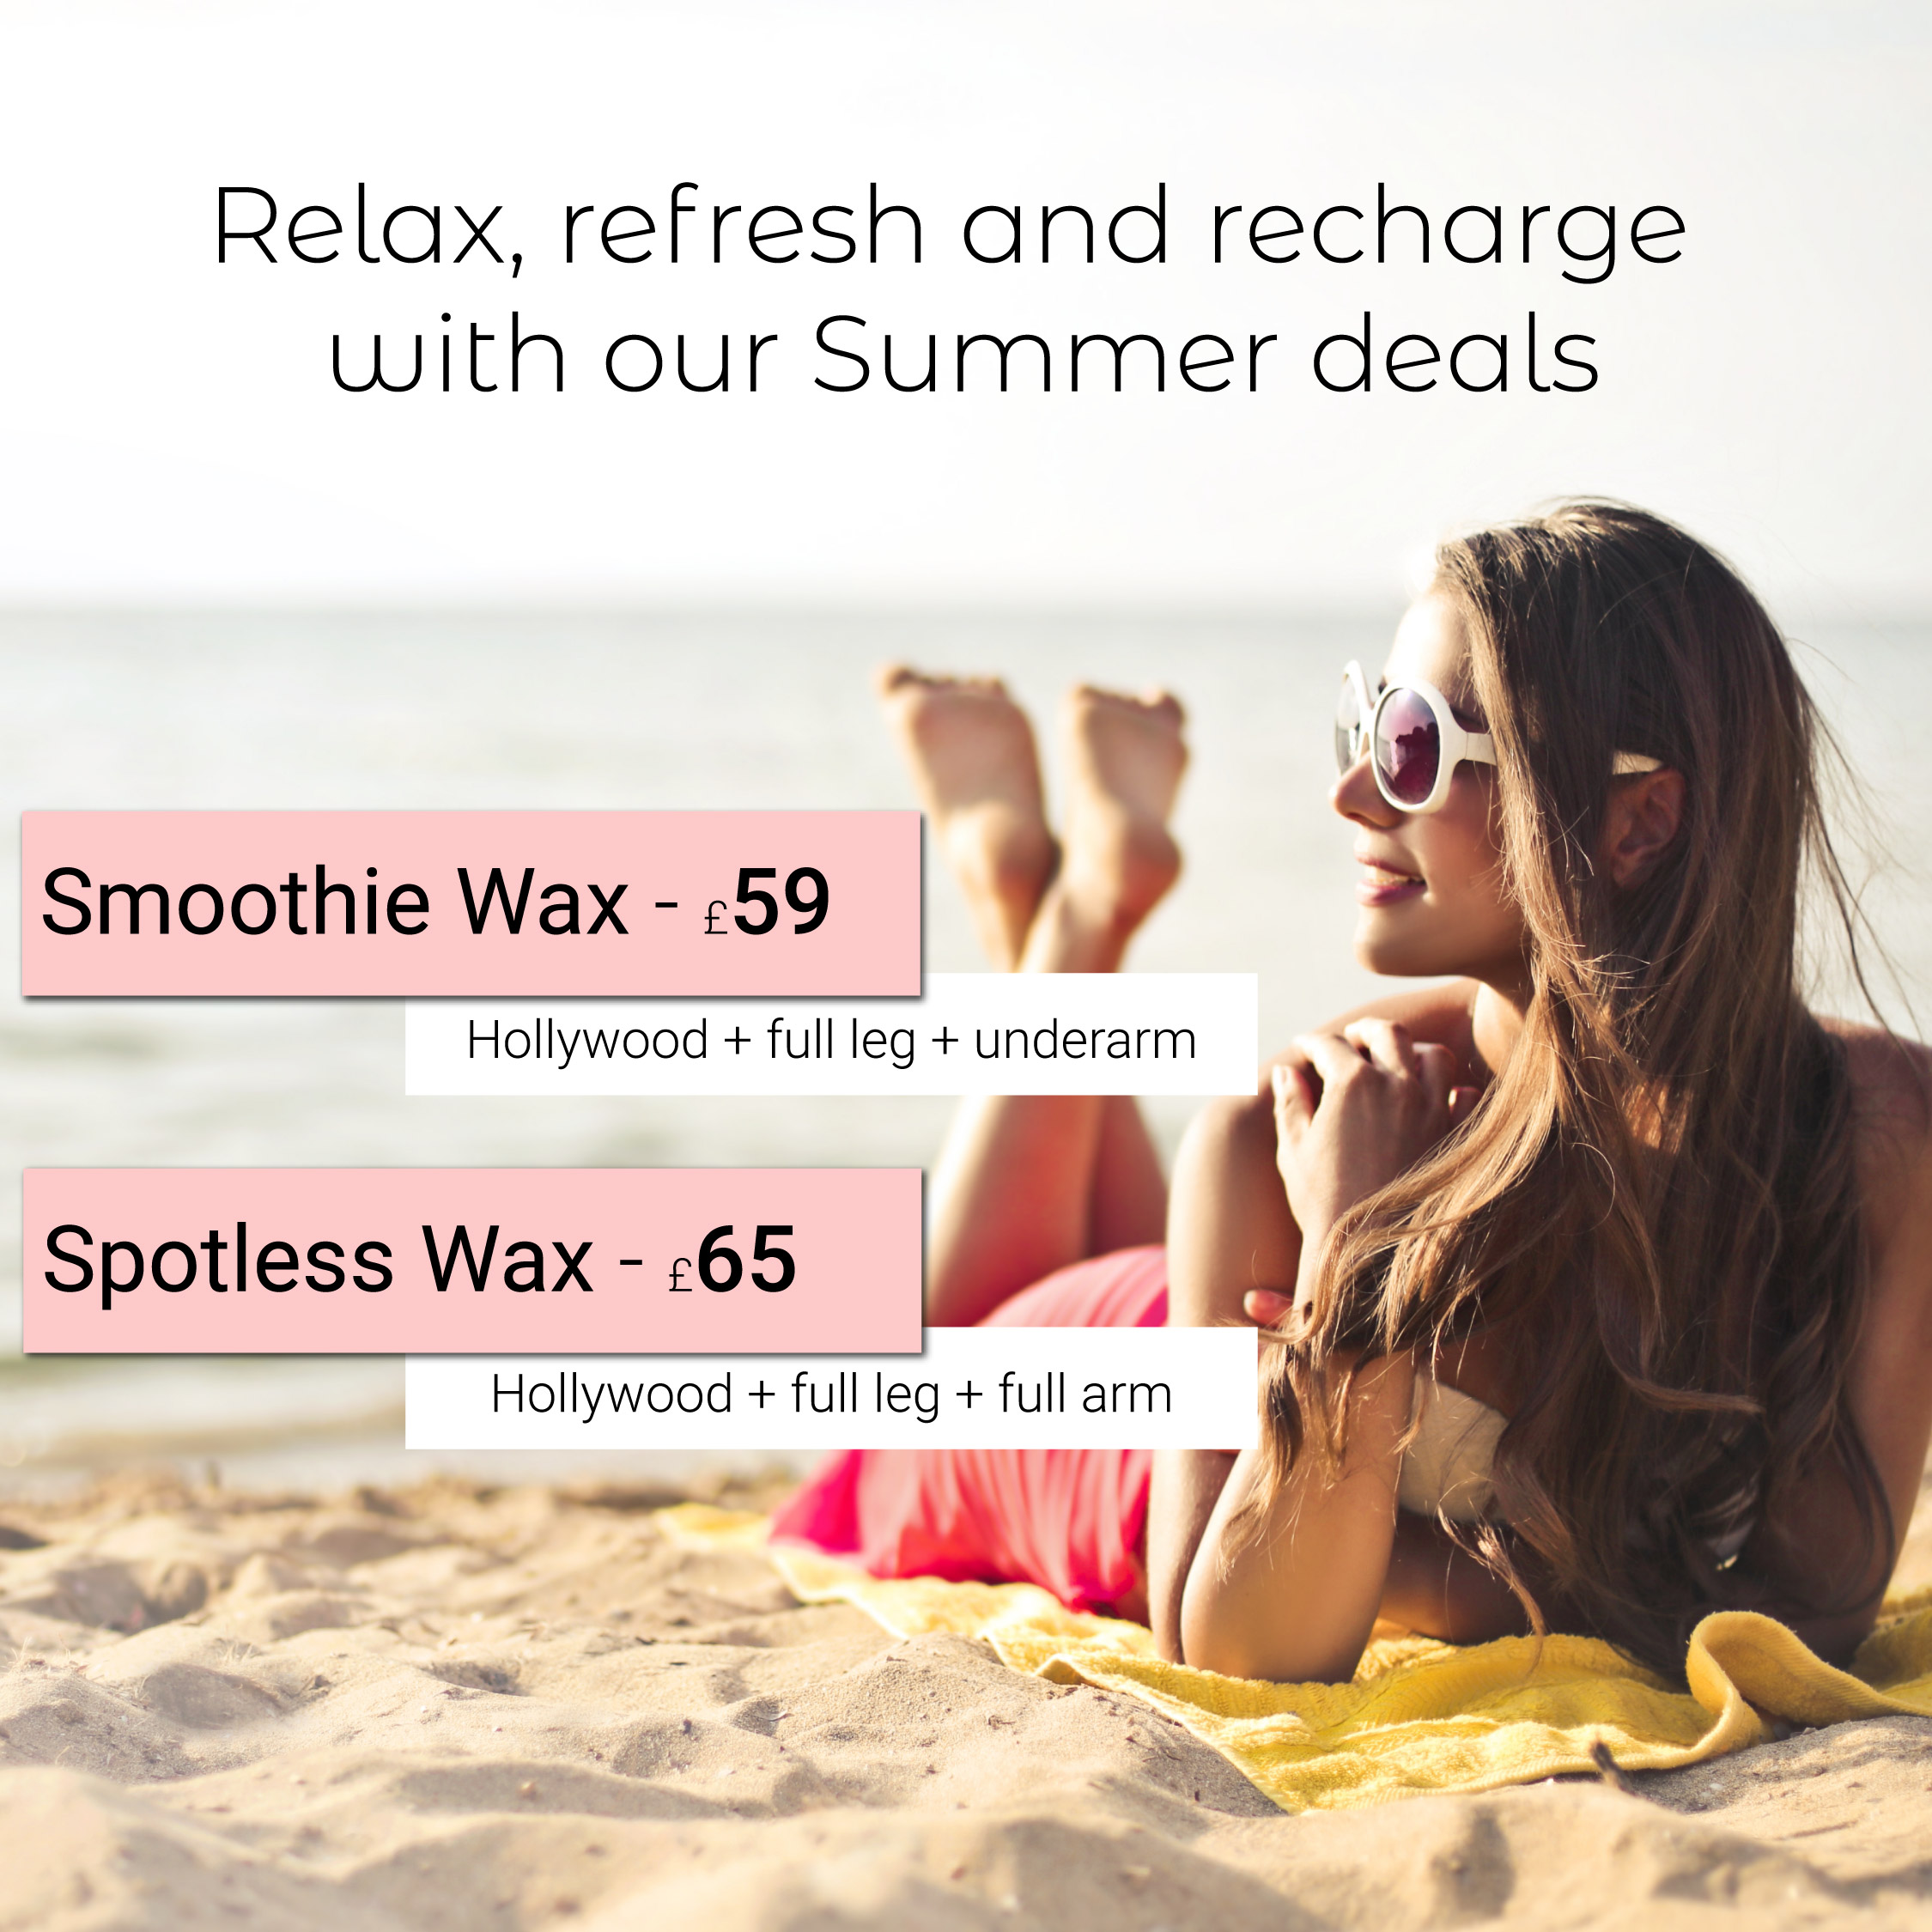 Relax, refresh and recharge
with our Summer deals
Smoothie Wax - £59
Hollywood + full leg + underarm
Spotless Wax - £65
Hollywood + full leg + full arm